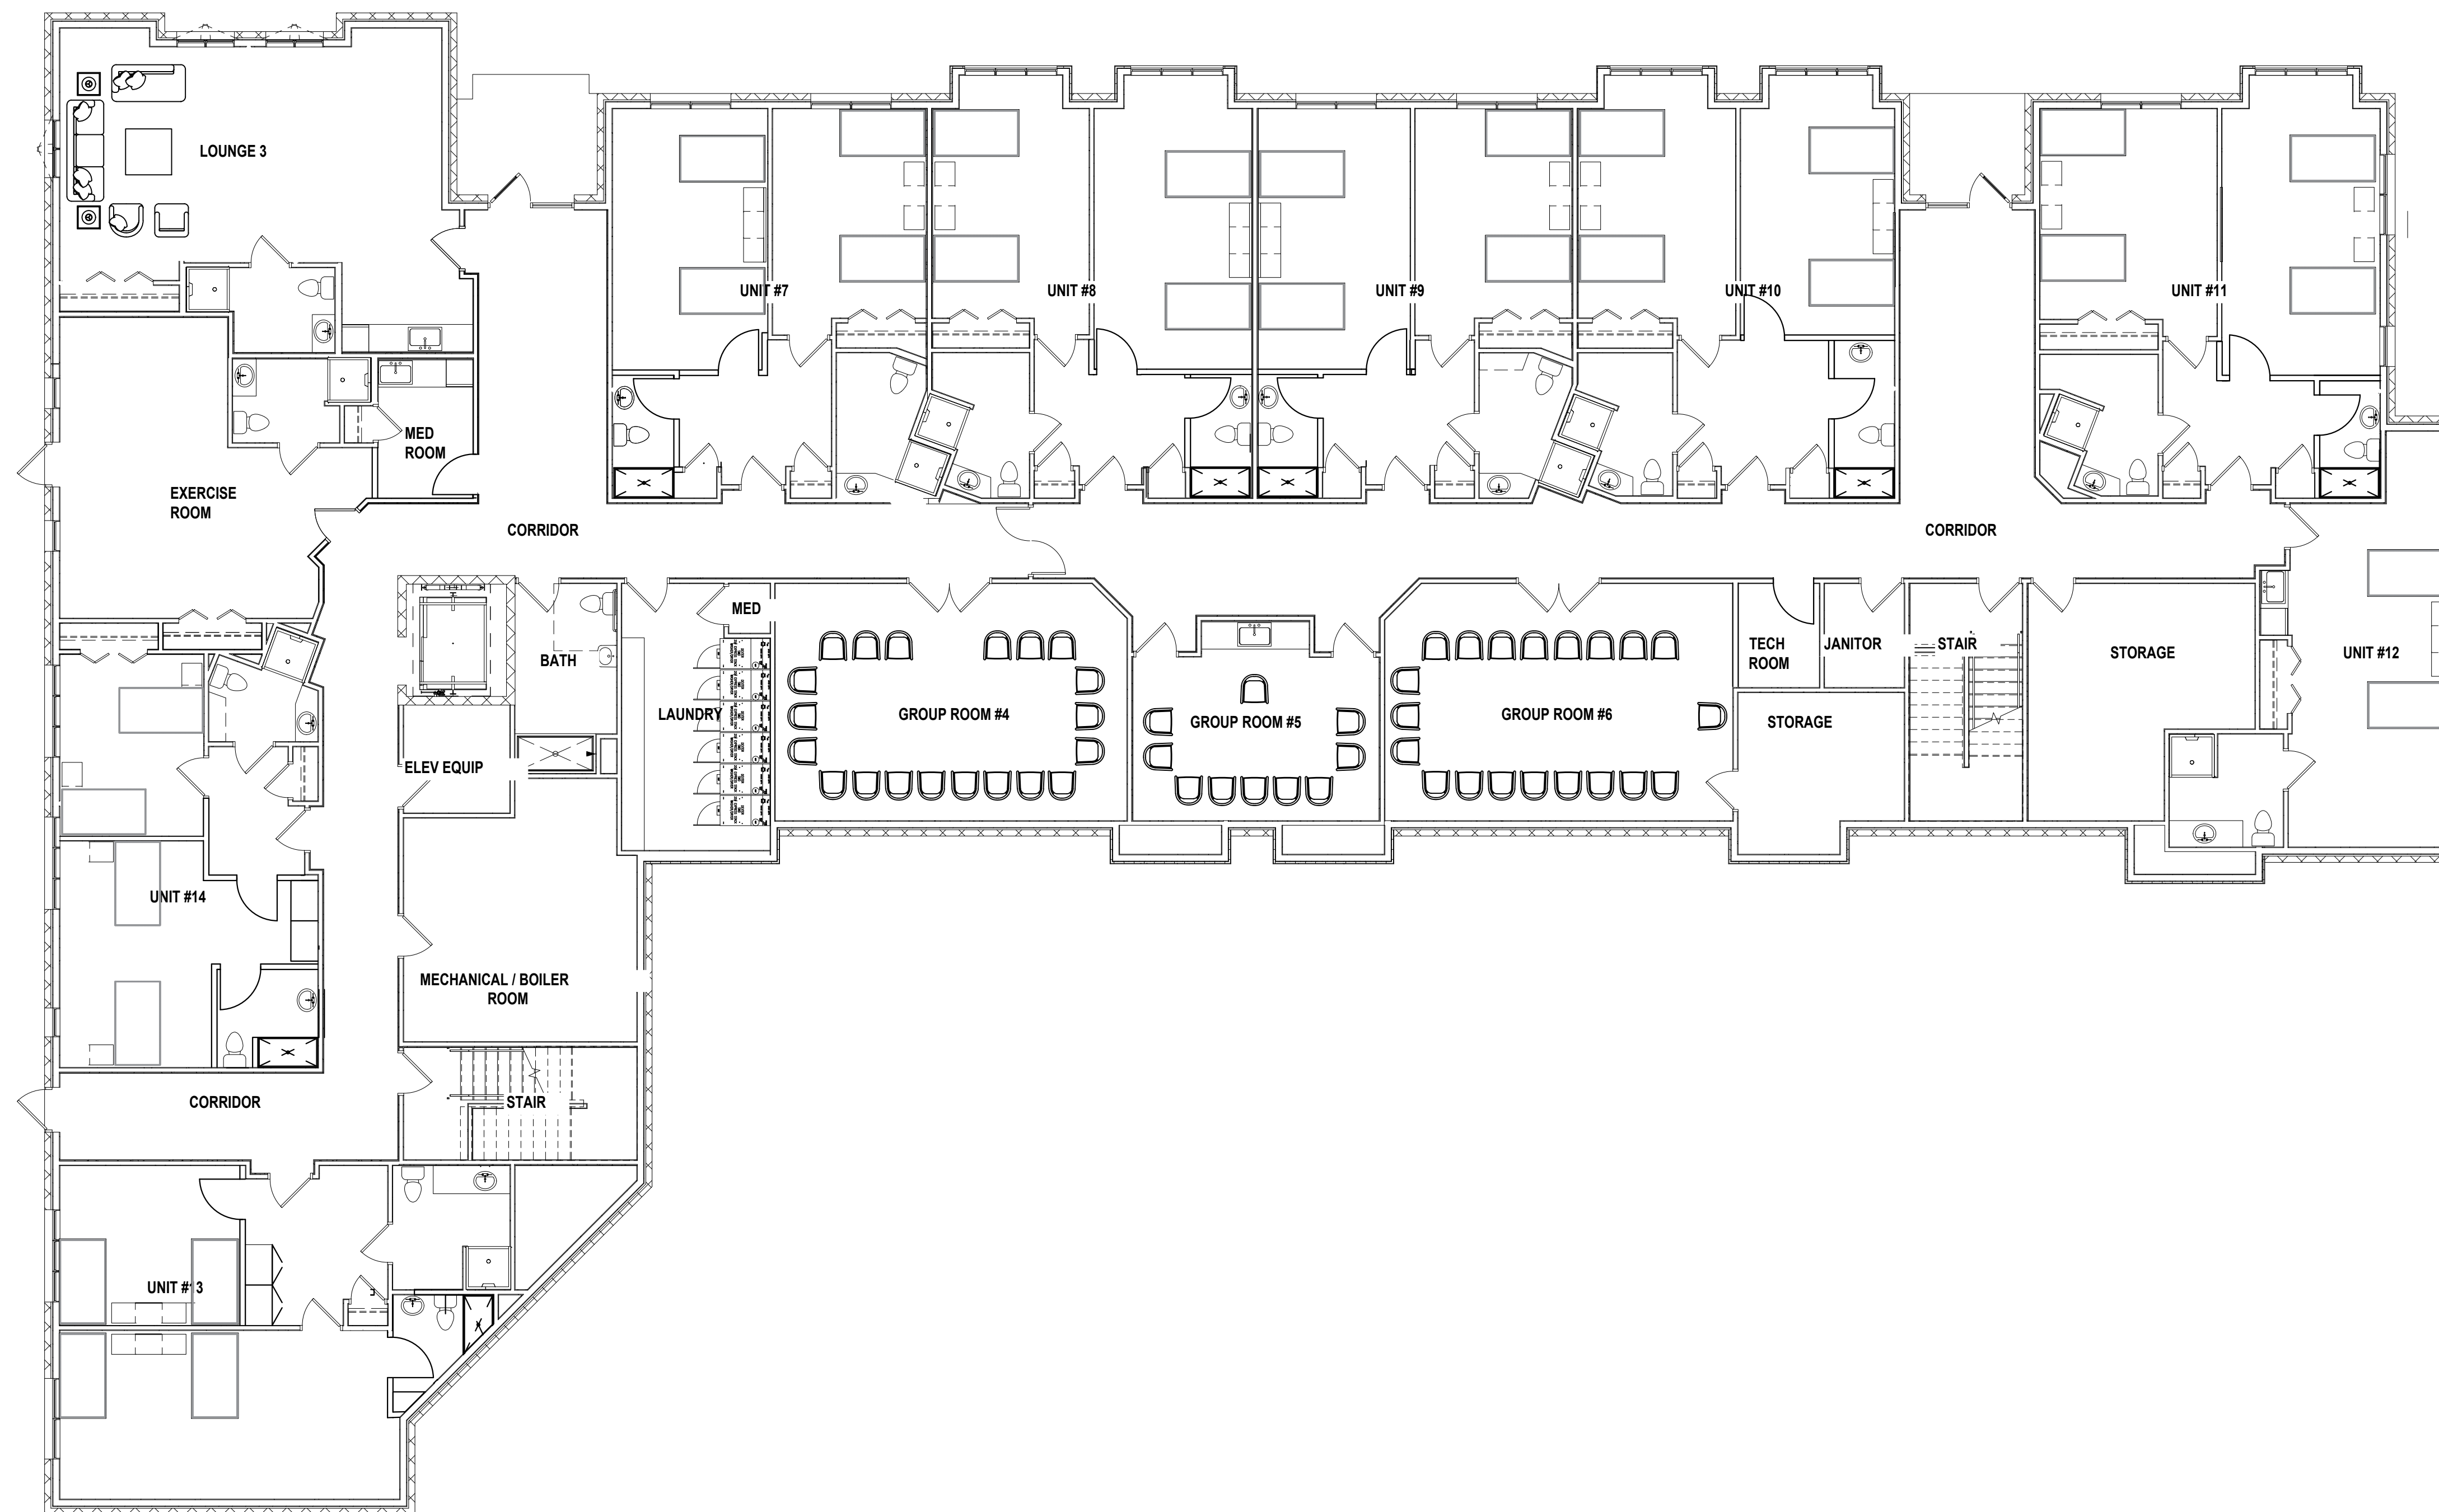 LOUNGE 3
UNIT #7
UNIT #8
UNIT #9
UNIT #10
UNIT #11
MED
ROOM
EXERCISE
ROOM
CORRIDOR
CORRIDOR
MED
BATH
TECH
ROOM
JANITOR
STAIR
STORAGE
UNIT #12
LAUNDRY
GROUP ROOM #4
GROUP ROOM #5
GROUP ROOM #6
STORAGE
ELEV EQUIP
UNIT #14
MECHANICAL / BOILER
ROOM
CORRIDOR
STAIR
UNIT #13